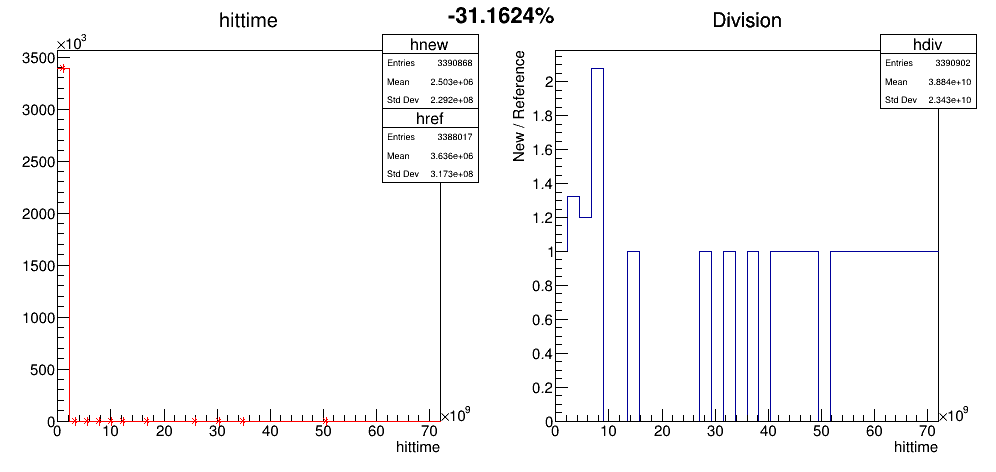 -31.1624%
hittime
×10³
hnew
Entries 3390868
Mean 2.503e+06
Std Dev 2.292e+08
href
Entries 3388017
Mean 3.636e+06
Std Dev 3.173e+08
3500
3000
2500
2000
1500
1000
500
0
0 10 20 30 40 50 60 70
×10⁹
hittime
Division
hdiv
Entries 3390902
Mean 3.884e+10
Std Dev 2.343e+10
New / Reference
2
1.8
1.6
1.4
1.2
1
0.8
0.6
0.4
0.2
0
0 10 20 30 40 50 60 70
×10⁹
hittime